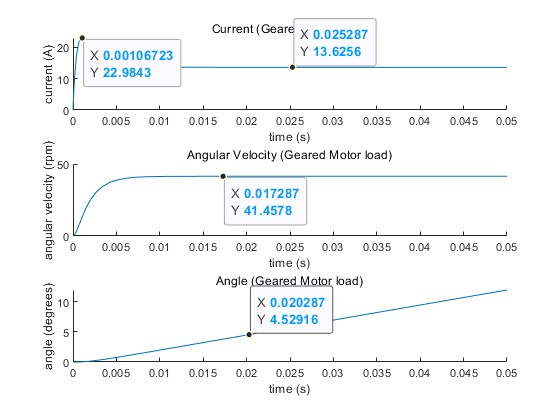 Current (Geare
X 0.00106723
Y 22.9843
X 0.025287
Y 13.6256
current (A)
20
10
0
0 0.005 0.01 0.015 0.02 0.025 0.03 0.035 0.04 0.045 0.05
time (s)
Angular Velocity (Geared Motor load)
angular velocity (rpm)
50
X 0.017287
Y 41.4578
0
0 0.005 0.01 0.015 0.02 0.025 0.03 0.035 0.04 0.045 0.05
time (s)
Angle (Geared Motor load)
angle (degrees)
10
X 0.020287
Y 4.52916
5
0
0 0.005 0.01 0.015 0.02 0.025 0.03 0.035 0.04 0.045 0.05
time (s)